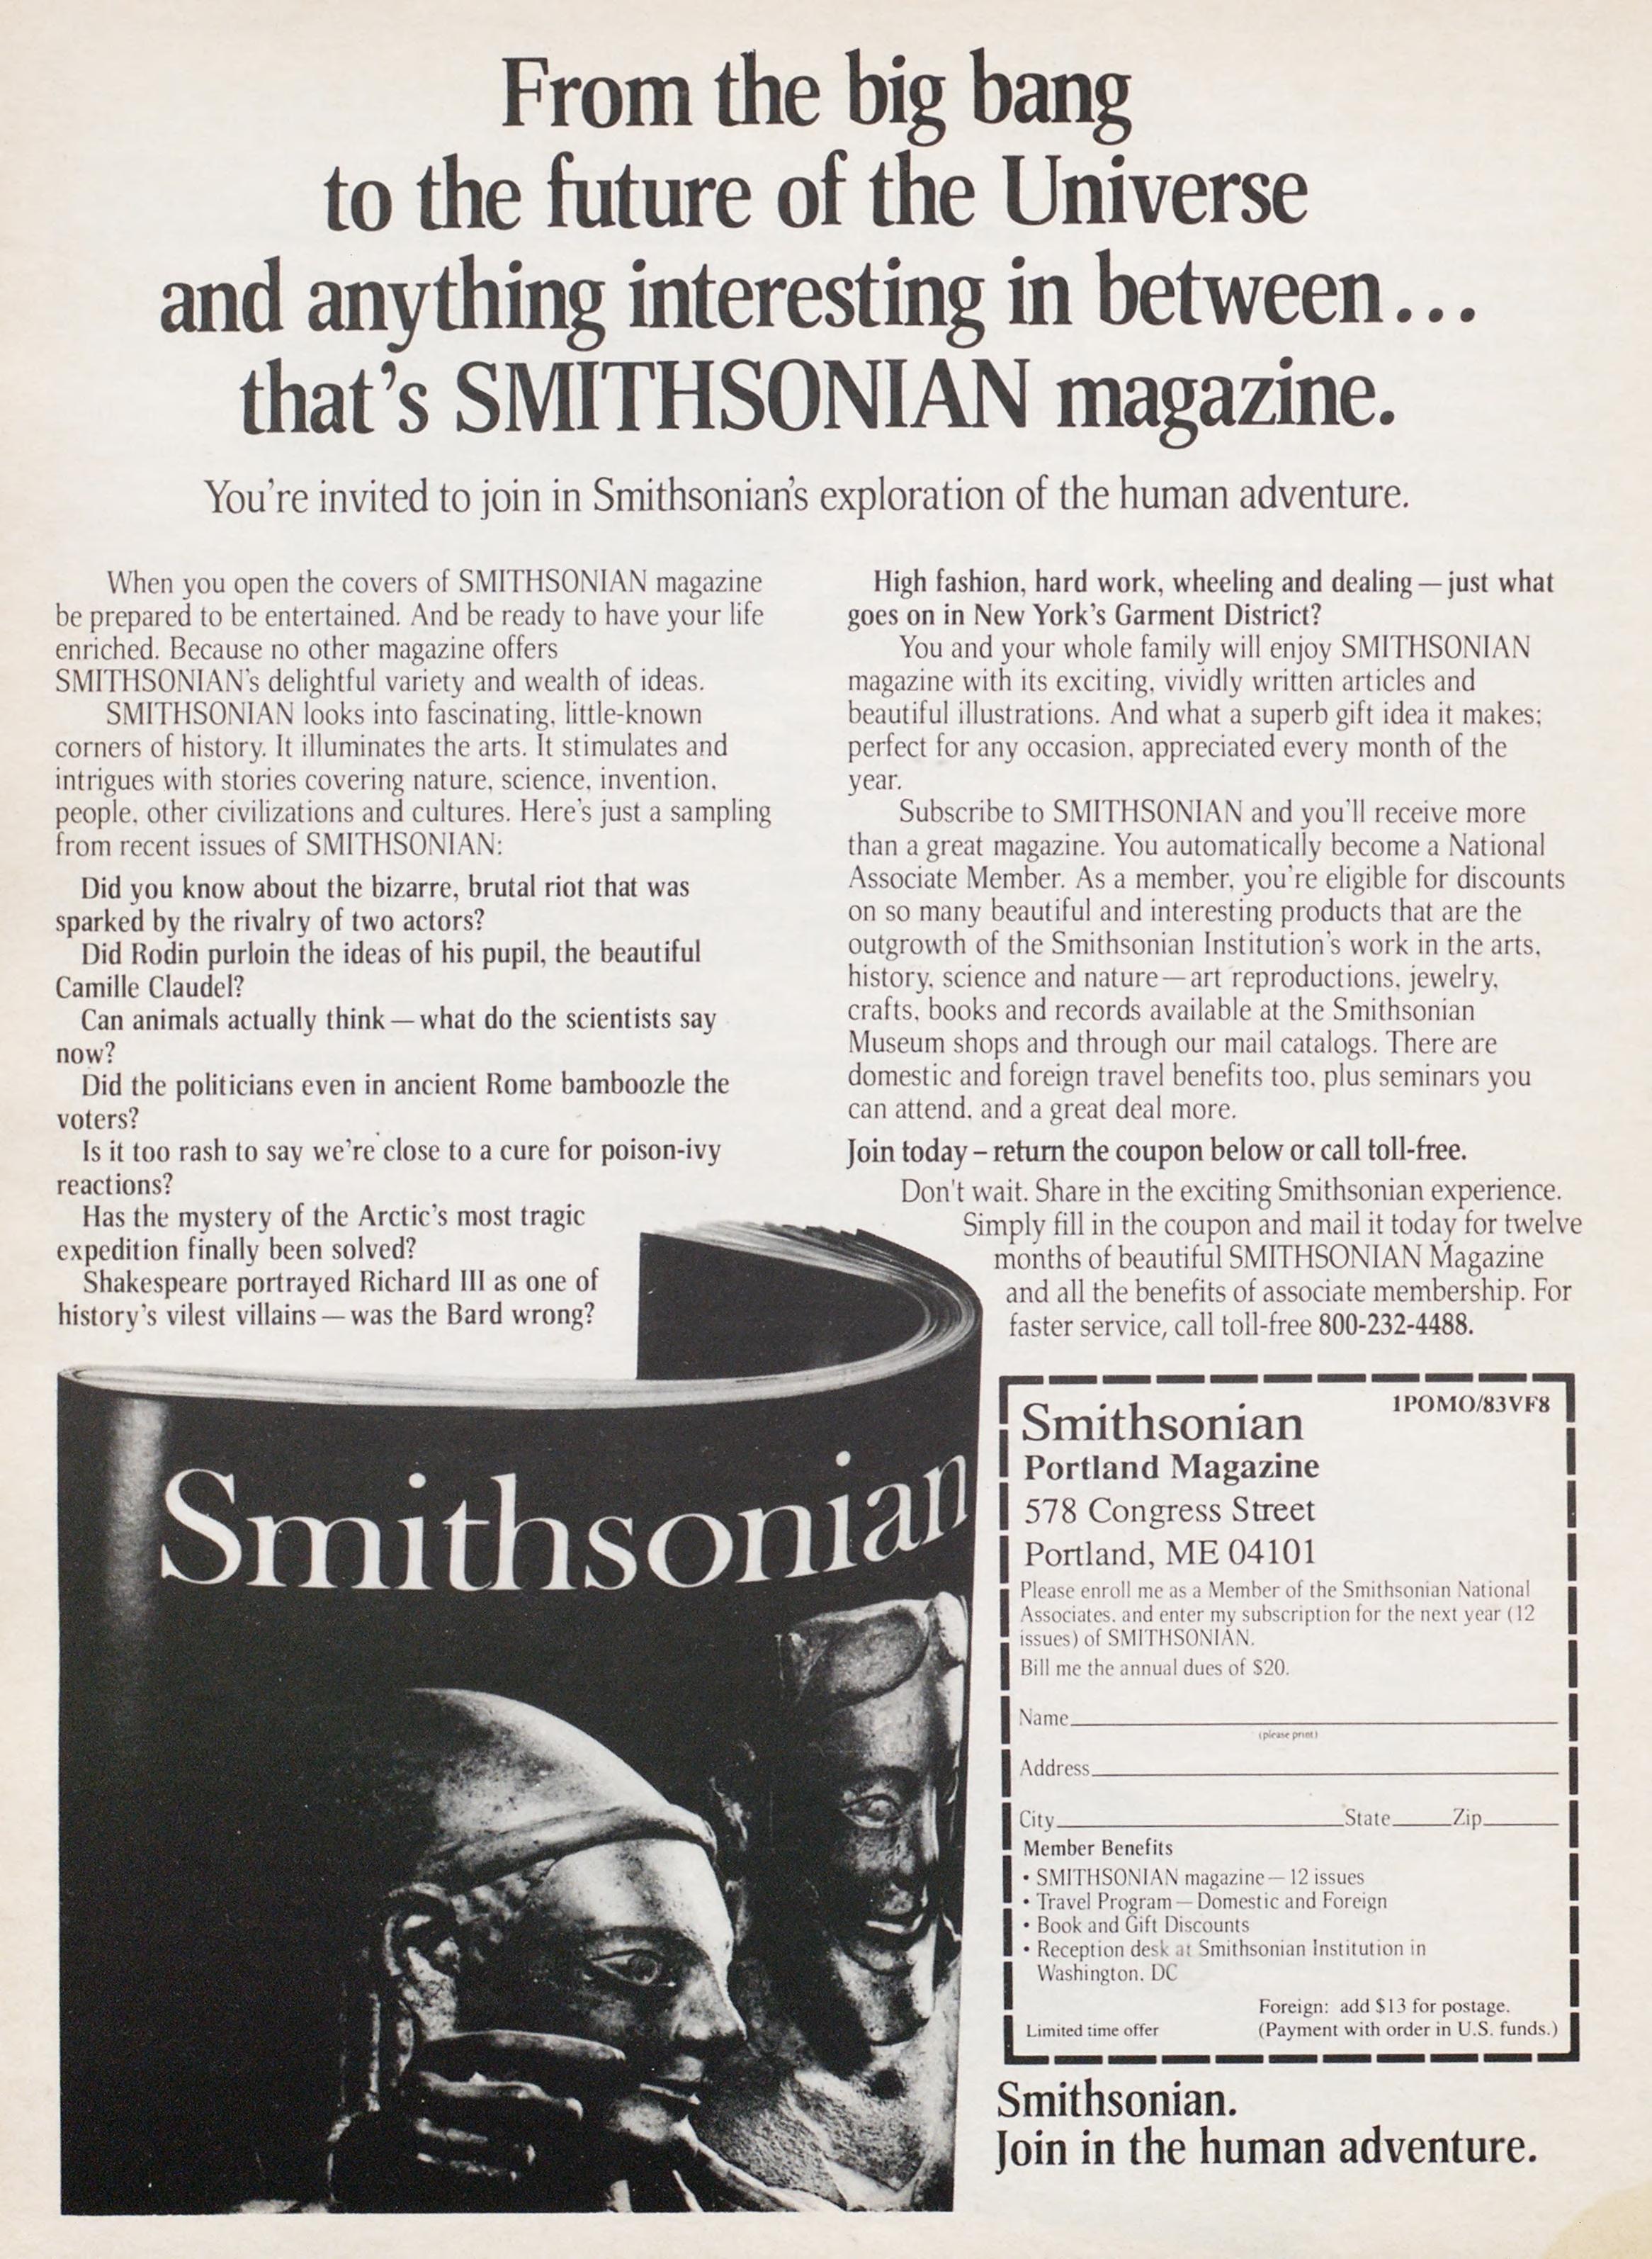 From the big bang
to the future of the Universe
and anything interesting in between...
that's SMITHSONIAN magazine.
You're invited to join in Smithsonian's exploration of the human adventure.
When you open the covers of SMITHSONIAN magazine
be prepared to be entertained. And be ready to have your life
enriched. Because no other magazine offers
SMITHSONIAN's delightful variety and wealth of ideas.
SMITHSONIAN looks into fascinating, little-known
corners of history. It illuminates the arts. It stimulates and
intrigues with stories covering nature, science, invention,
people, other civilizations and cultures. Here's just a sampling
from recent issues of SMITHSONIAN:
Did you know about the bizarre, brutal riot that was
sparked by the rivalry of two actors?
Did Rodin purloin the ideas of his pupil, the beautiful
Camille Claudel?
Can animals actually think — what do the scientists say
now?
Did the politicians even in ancient Rome bamboozle the
voters?
Is it too rash to say we're close to a cure for poison-ivy
reactions?
Has the mystery of the Arctic's most tragic
expedition finally been solved?
Shakespeare portrayed Richard III as one of
history's vilest villains — was the Bard wrong?
High fashion, hard work, wheeling and dealing — just what
goes on in New York's Garment District?
You and your whole family will enjoy SMITHSONIAN
magazine with its exciting, vividly written articles and
beautiful illustrations. And what a superb gift idea it makes;
perfect for any occasion, appreciated every month of the
year.
Subscribe to SMITHSONIAN and you'll receive more
than a great magazine. You automatically become a National
Associate Member. As a member, you're eligible for discounts
on so many beautiful and interesting products that are the
outgrowth of the Smithsonian Institution's work in the arts,
history, science and nature — art reproductions, jewelry,
crafts, books and records available at the Smithsonian
Museum shops and through our mail catalogs. There are
domestic and foreign travel benefits too, plus seminars you
can attend, and a great deal more.
Join today – return the coupon below or call toll-free.
Don't wait. Share in the exciting Smithsonian experience.
Simply fill in the coupon and mail it today for twelve
months of beautiful SMITHSONIAN Magazine
and all the benefits of associate membership. For
faster service, call toll-free 800-232-4488.
Smithsonian
1POMO/83VF8
Smithsonian
Portland Magazine
578 Congress Street
Portland, ME 04101
Please enroll me as a Member of the Smithsonian National
Associates, and enter my subscription for the next year (12
issues) of SMITHSONIAN.
Bill me the annual dues of $20.
Name
(please print)
Address
City State Zip
Member Benefits
• SMITHSONIAN magazine — 12 issues
• Travel Program — Domestic and Foreign
• Book and Gift Discounts
• Reception desk at Smithsonian Institution in
Washington, DC
Foreign: add $13 for postage.
Limited time offer (Payment with order in U.S. funds.)
Smithsonian.
Join in the human adventure.